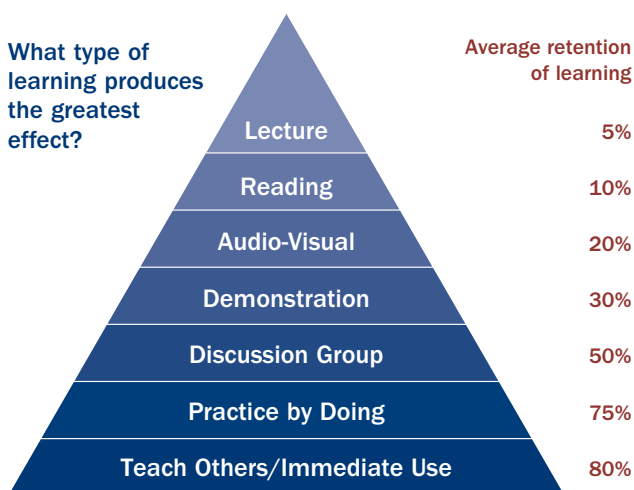 What type of
learning produces
the greatest
effect?
Average retention
of learning
Lecture 5%
Reading 10%
Audio-Visual 20%
Demonstration 30%
Discussion Group 50%
Practice by Doing 75%
Teach Others/Immediate Use 80%